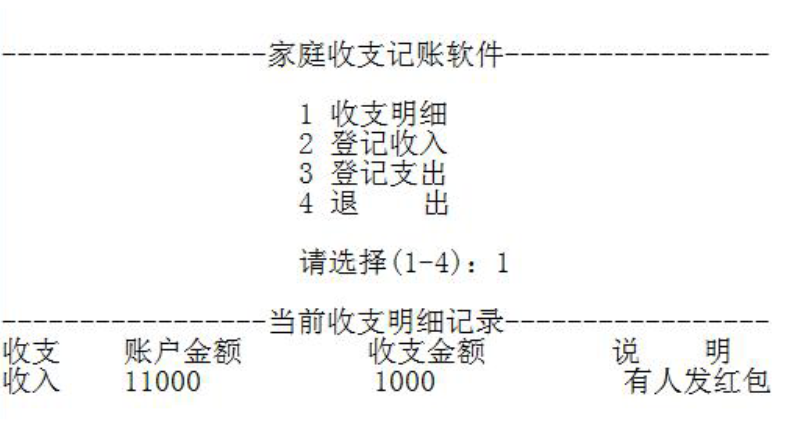 -----------------家庭收支记账软件-----------------
1 收支明细
2 登记收入
3 登记支出
4 退    出
请选择(1-4)：1
-----------------当前收支明细记录-----------------
收支    账户金额    收支金额    说    明
收入    11000    1000    有人发红包